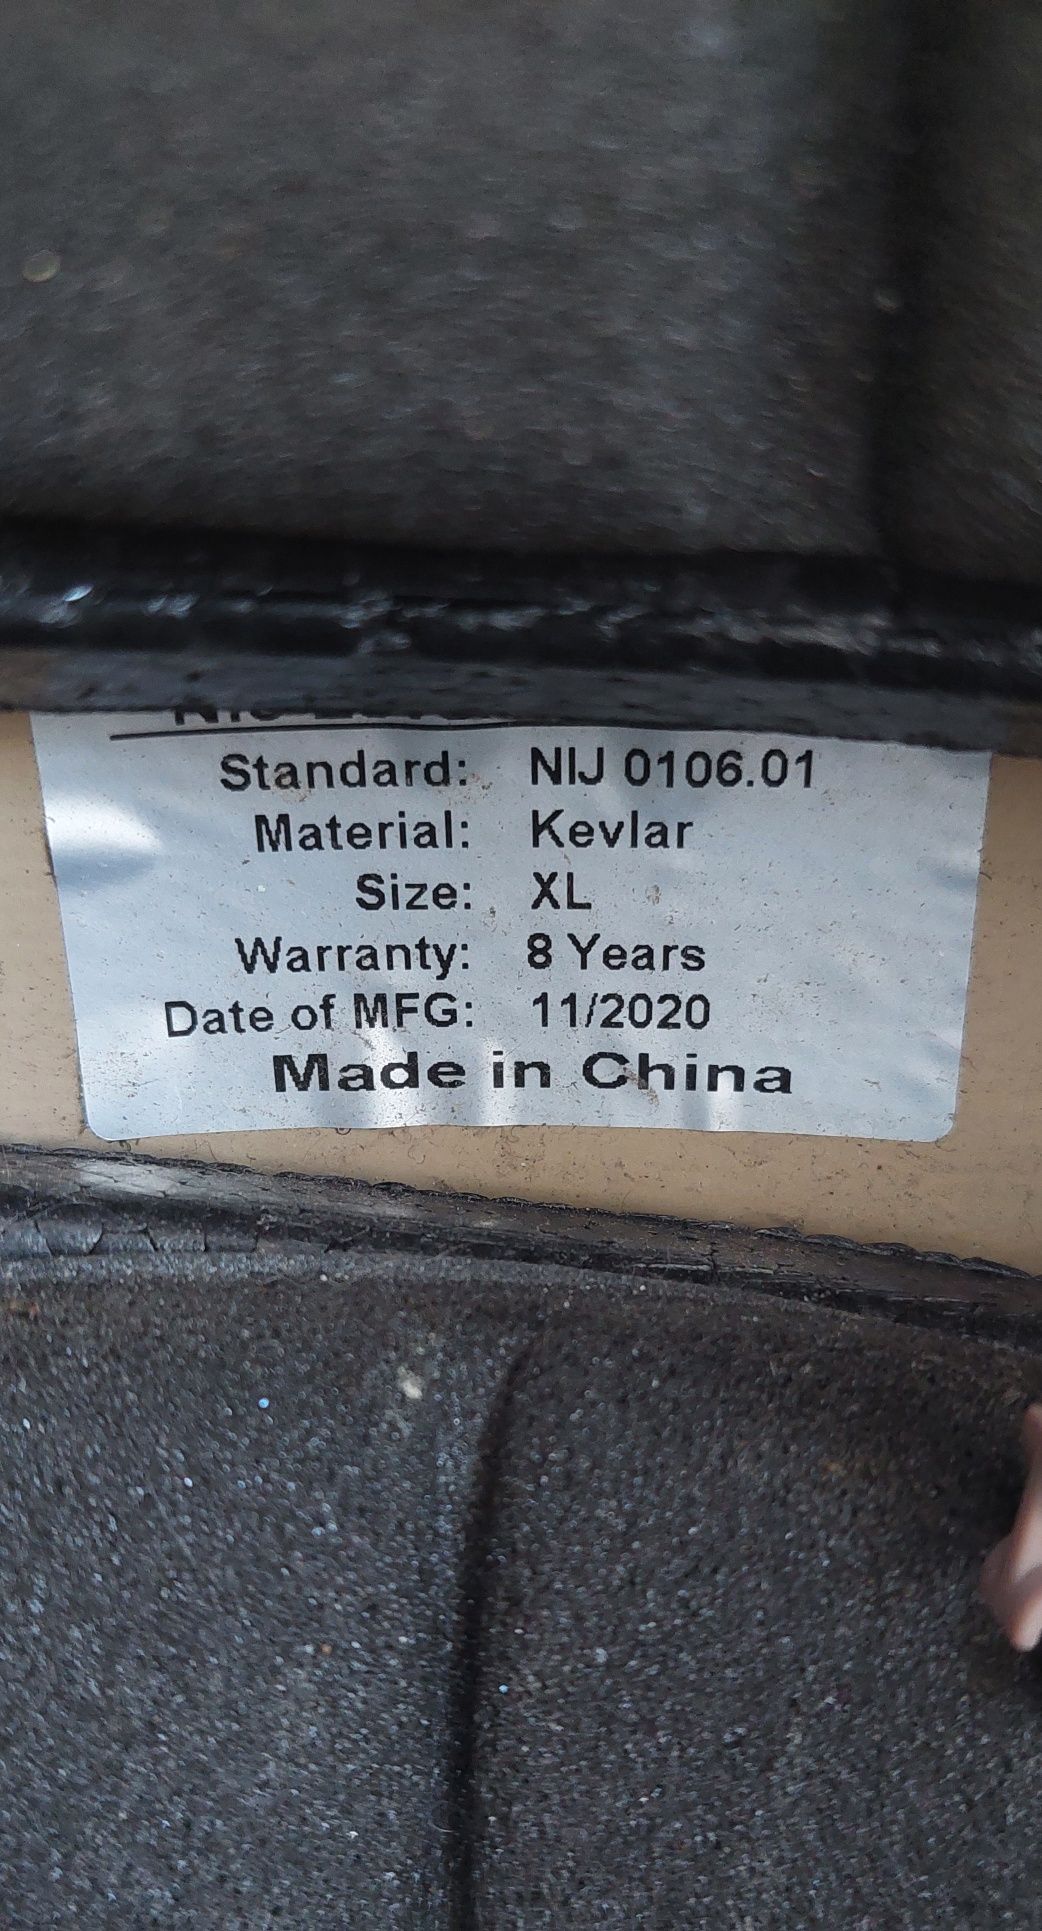 Standard: NIJ 0106.01
Material: Kevlar
Size: XL
Warranty: 8 Years
Date of MFG: 11/2020
Made in China